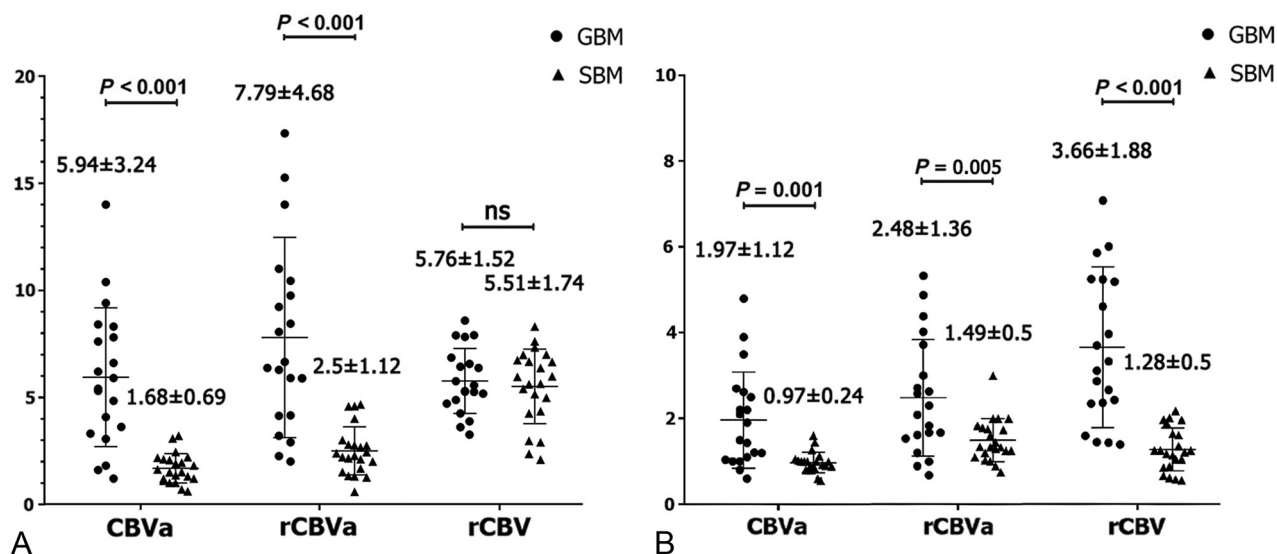 P < 0.001
GBM
SBM
P < 0.001
7.79±4.68
5.94±3.24
ns
5.76±1.52
5.51±1.74
2.5±1.12
1.68±0.69
20
15
10
5
0
CBVa
rCBVa
rCBV
A
GBM
SBM
P < 0.001
3.66±1.88
P = 0.005
P = 0.001
2.48±1.36
1.97±1.12
1.49±0.5
1.28±0.5
0.97±0.24
10
8
6
4
2
0
CBVa
rCBVa
rCBV
B